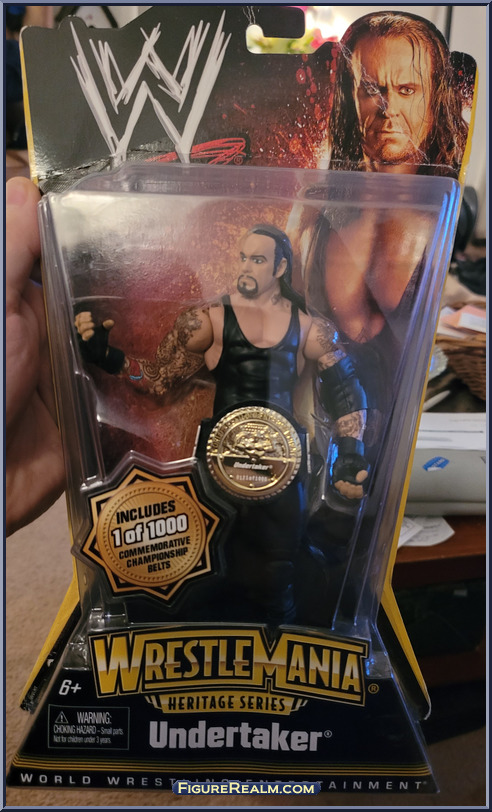 W
INCLUDES
1 of 1000
COMMEMORATIVE
CHAMPIONSHIP
BELTS
Undertaker
WRESTLEMANIA®
HERITAGE SERIES
6+
WARNING:
CHOKING HAZARD - Small parts
Not for children under 3 years.
Undertaker®
WORLD WRESTLING ENTERTAINMENT
FIGUREREALM.COM